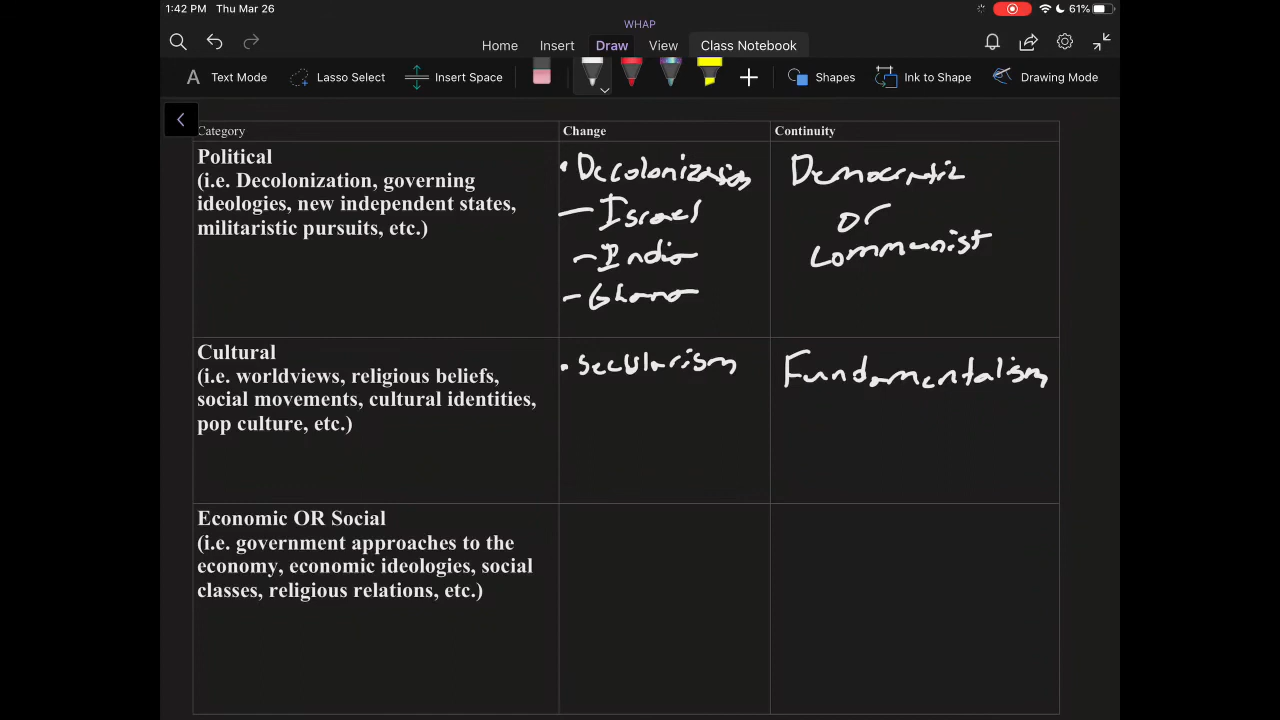 1:42 PM Thu Mar 26
61%
WHAP
Home Insert Draw View Class Notebook
A Text Mode Lasso Select Insert Space Shapes Ink to Shape Drawing Mode
Category Change Continuity
Political
(i.e. Decolonization, governing
ideologies, new independent states,
militaristic pursuits, etc.)
• Decolonization
- Israel
- India
- Ghana
Democratic
or
communist
Cultural
(i.e. worldviews, religious beliefs,
social movements, cultural identities,
pop culture, etc.)
• secularism
Fundamentalism
Economic OR Social
(i.e. government approaches to the
economy, economic ideologies, social
classes, religious relations, etc.)